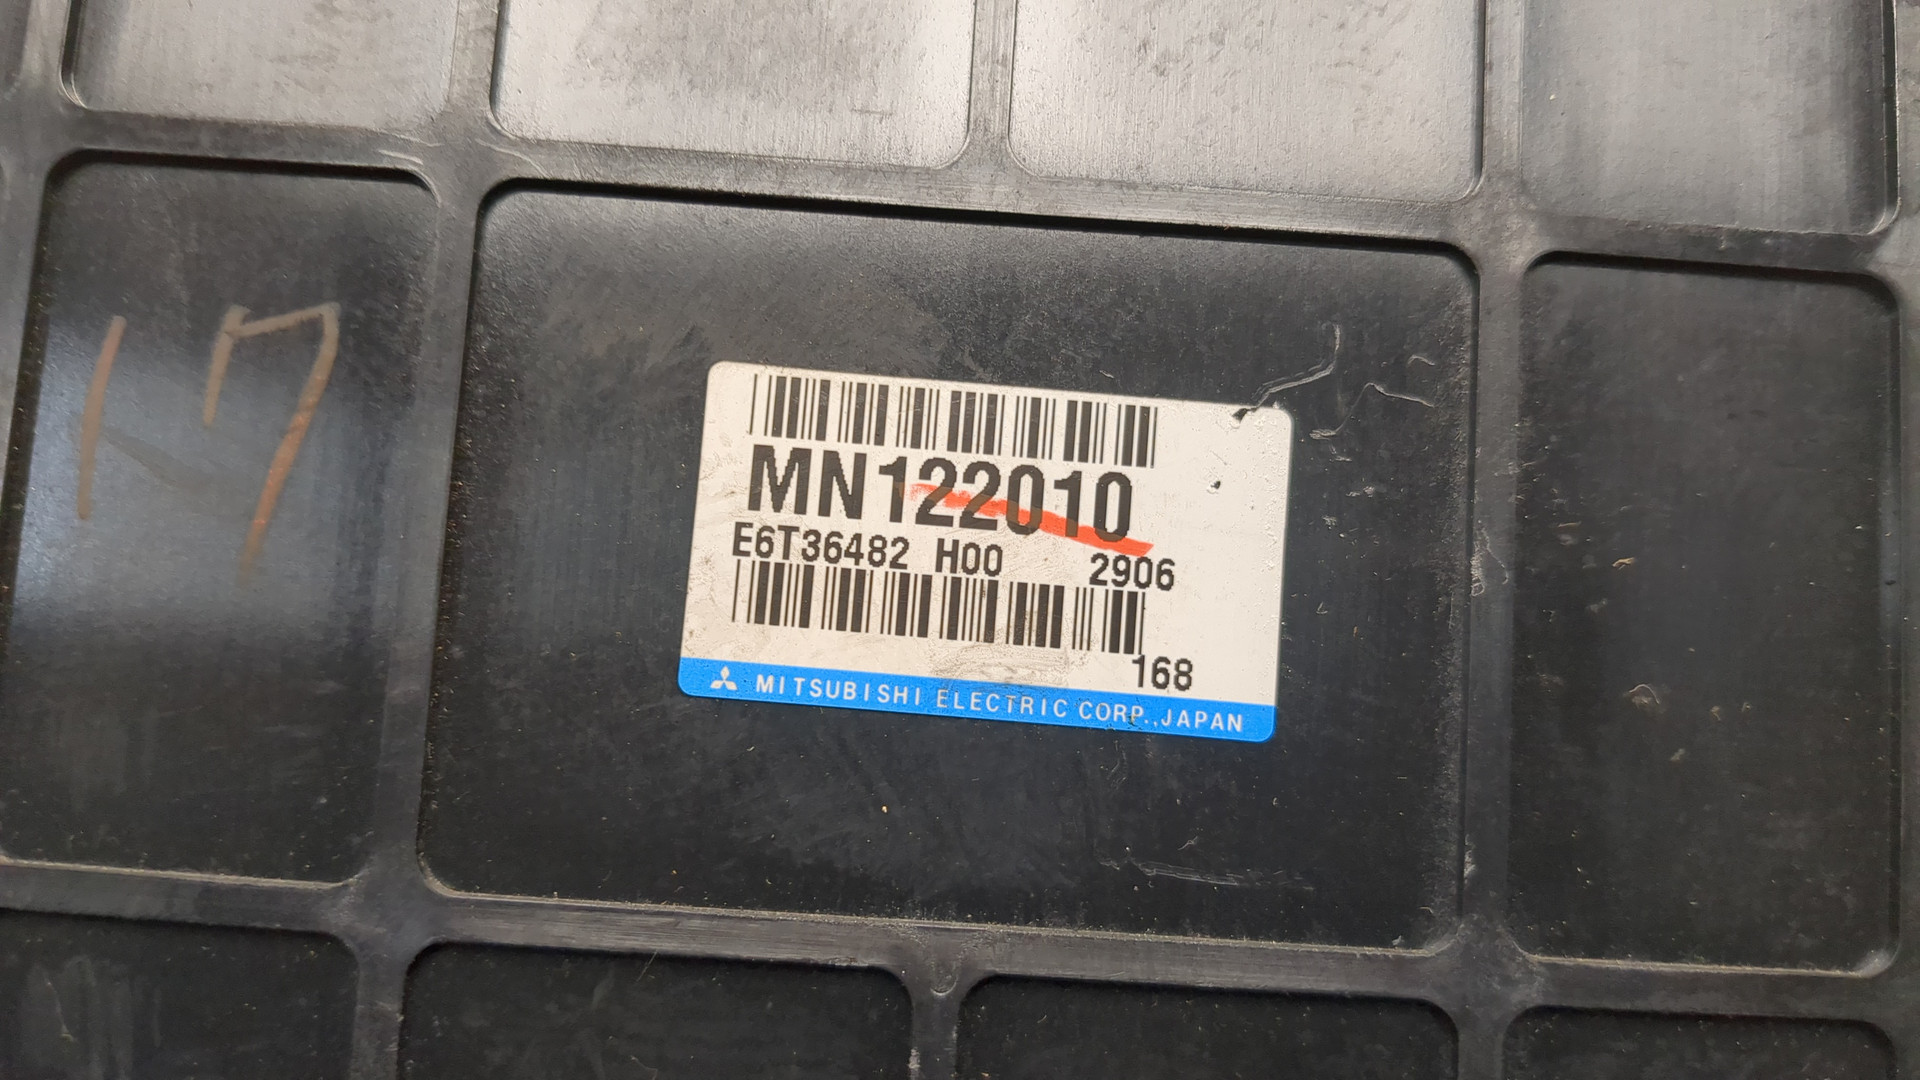 17
MN122010
E6T36482 H00 2906
168
MITSUBISHI ELECTRIC CORP.,JAPAN